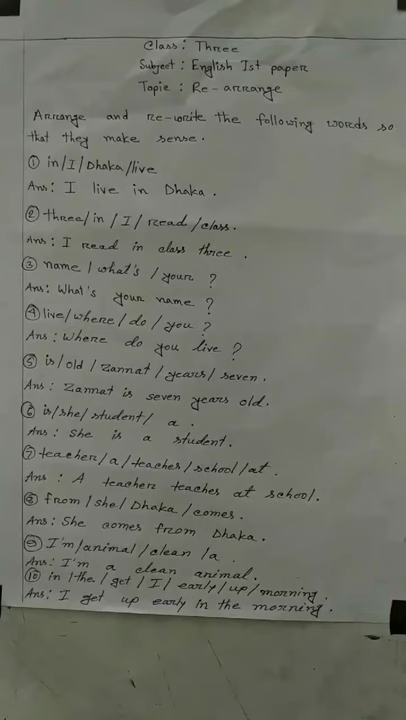 Class: Three
Subject: English Ist paper
Topic: Re-arrange
Arrange and re-write the following words so
that they make sense.
① in/I/Dhaka/live
Ans: I live in Dhaka.
② three/in/I/read/class.
Ans: I read in class three.
③ name/what's/your?
Ans: What's your name?
④ live/where/do/you?
Ans: Where do you live?
⑤ is/old/Zannat/years/seven.
Ans: Zannat is seven years old.
⑥ is/she/student/a.
Ans: She is a student.
⑦ teacher/a/teaches/school/at.
Ans: A teacher teaches at school.
⑧ from/she/Dhaka/comes.
Ans: She comes from Dhaka.
⑨ I'm/animal/clean/a.
Ans: I'm a clean animal.
⑩ in/the/get/I/early/up/morning.
Ans: I get up early in the morning.